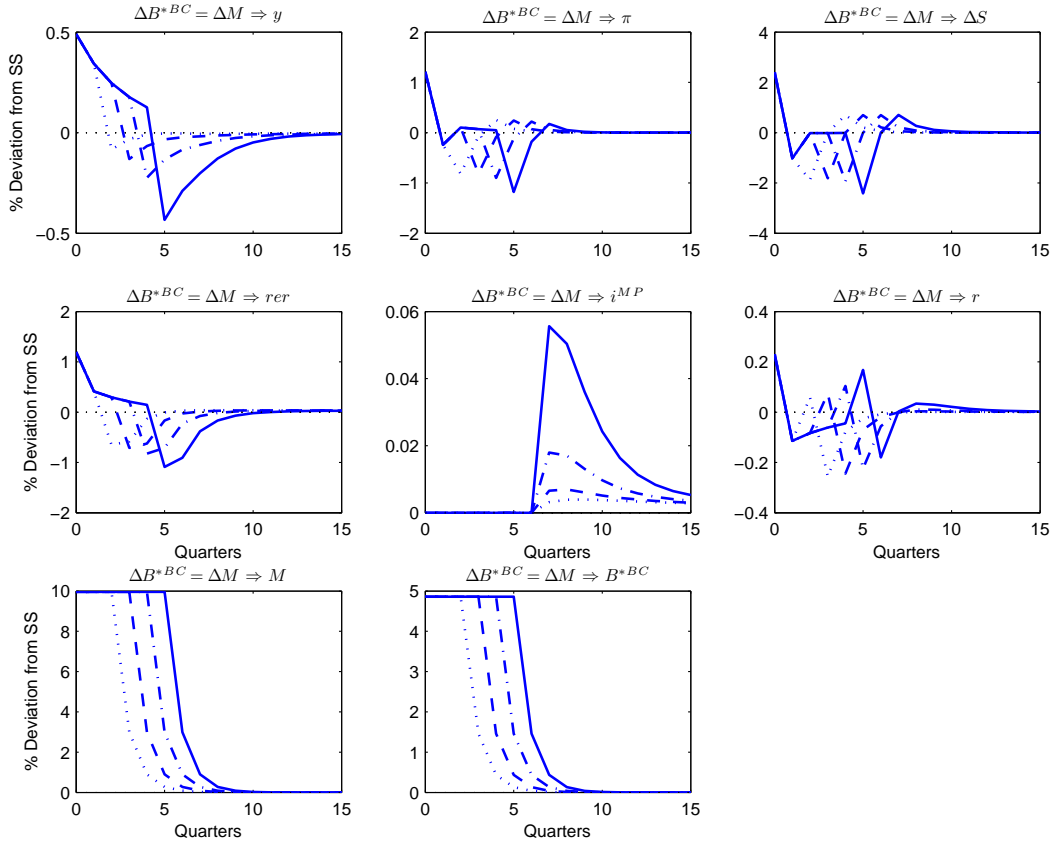 ΔB*BC = ΔM ⇒ y
ΔB*BC = ΔM ⇒ π
ΔB*BC = ΔM ⇒ ΔS
% Deviation from SS
0.5
0
−0.5
0 5 10 15
2
1
0
−1
−2
0 5 10 15
4
2
0
−2
−4
0 5 10 15
ΔB*BC = ΔM ⇒ rer
ΔB*BC = ΔM ⇒ iMP
ΔB*BC = ΔM ⇒ r
% Deviation from SS
2
1
0
−1
−2
0 5 10 15
Quarters
0.06
0.04
0.02
0
0 5 10 15
Quarters
0.4
0.2
0
−0.2
−0.4
0 5 10 15
Quarters
ΔB*BC = ΔM ⇒ M
ΔB*BC = ΔM ⇒ B*BC
% Deviation from SS
10
8
6
4
2
0
0 5 10 15
Quarters
5
4
3
2
1
0
0 5 10 15
Quarters